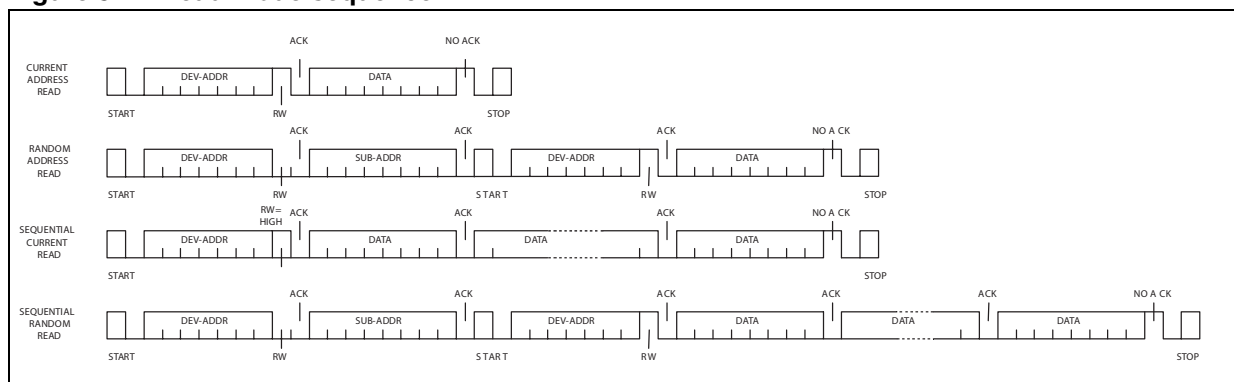 ACK NO ACK
CURRENT ADDRESS READ
DEV-ADDR DATA
START RW STOP
ACK ACK ACK NO A CK
RANDOM ADDRESS READ
DEV-ADDR SUB-ADDR DEV-ADDR DATA
START RW START RW STOP
RW= HIGH
ACK ACK ACK NO A CK
SEQUENTIAL CURRENT READ
DEV-ADDR DATA DATA DATA
START STOP
ACK ACK ACK ACK ACK NO A CK
SEQUENTIAL RANDOM READ
DEV-ADDR SUB-ADDR DEV-ADDR DATA DATA DATA
START RW START RW STOP